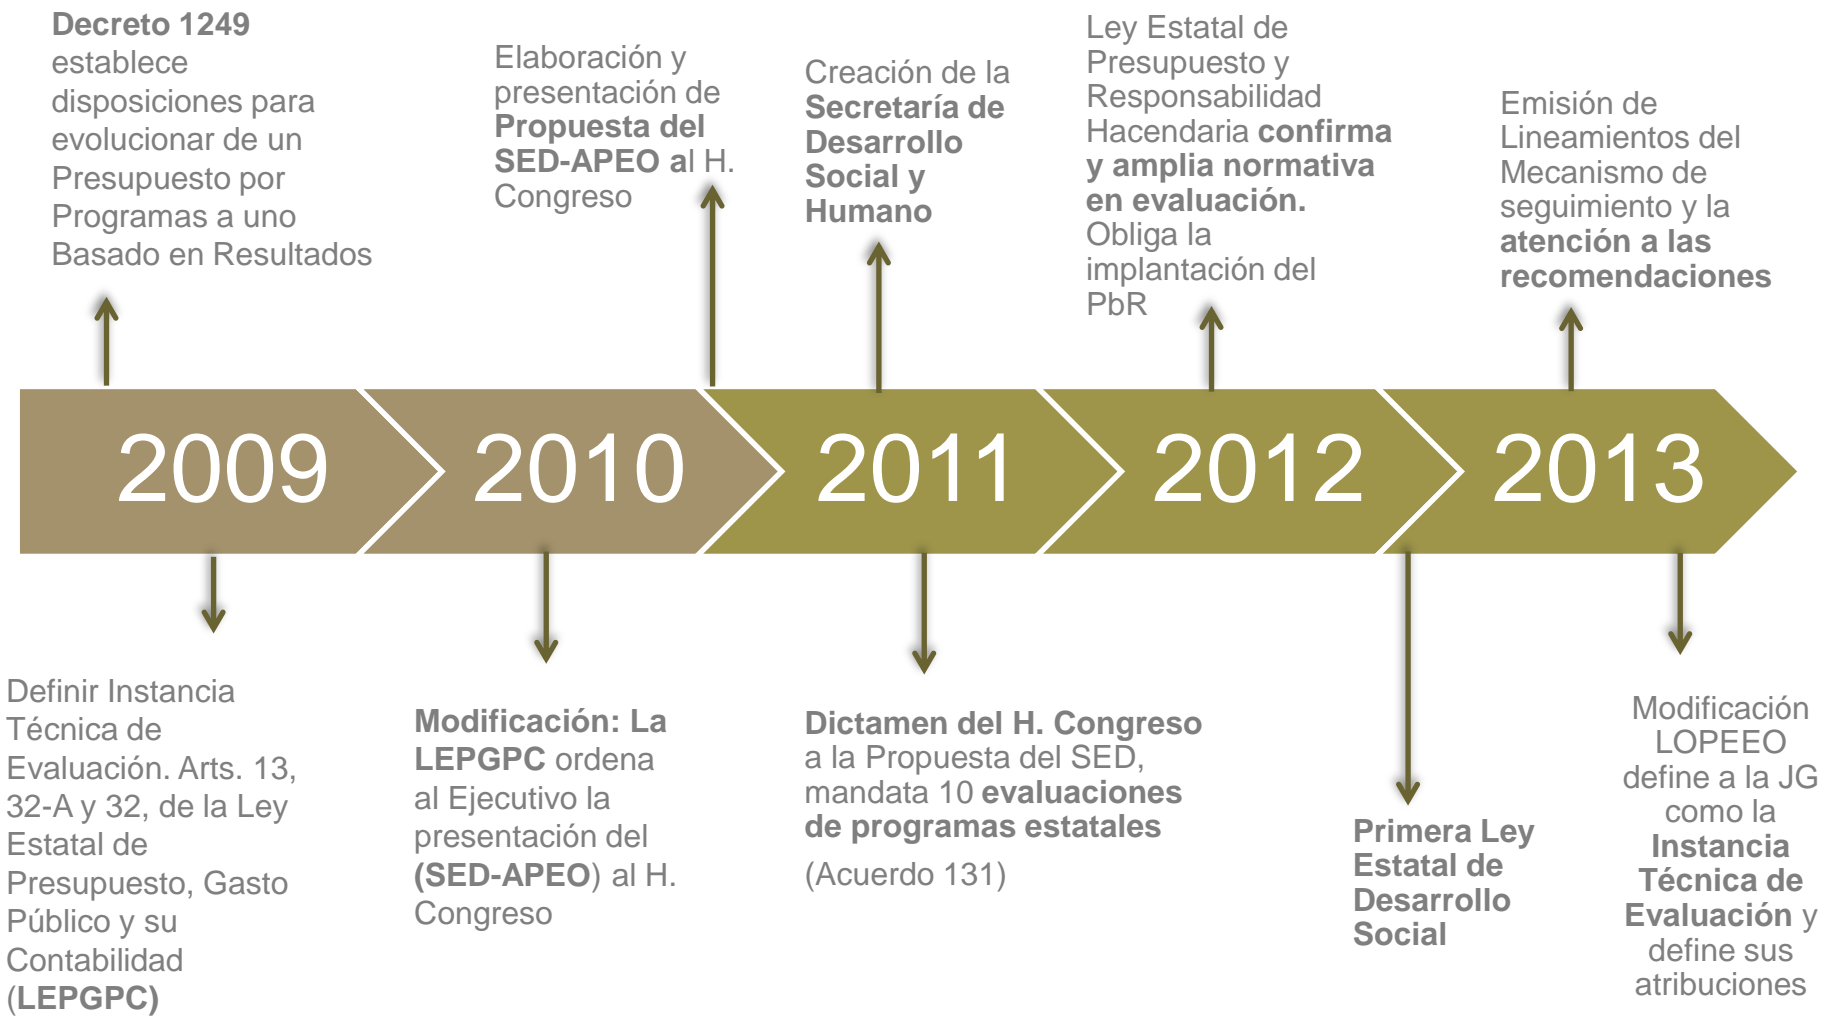 Decreto 1249
establece
disposiciones para
evolucionar de un
Presupuesto por
Programas a uno
Basado en Resultados
Elaboración y
presentación de
Propuesta del
SED-APEO al H.
Congreso
Creación de la
Secretaría de
Desarrollo
Social y
Humano
Ley Estatal de
Presupuesto y
Responsabilidad
Hacendaria confirma
y amplia normativa
en evaluación.
Obliga la
implantación del
PbR
Emisión de
Lineamientos del
Mecanismo de
seguimiento y la
atención a las
recomendaciones
2009
2010
2011
2012
2013
Definir Instancia
Técnica de
Evaluación. Arts. 13,
32-A y 32, de la Ley
Estatal de
Presupuesto, Gasto
Público y su
Contabilidad
(LEPGPC)
Modificación: La
LEPGPC ordena
al Ejecutivo la
presentación del
(SED-APEO) al H.
Congreso
Dictamen del H. Congreso
a la Propuesta del SED,
mandata 10 evaluaciones
de programas estatales
(Acuerdo 131)
Primera Ley
Estatal de
Desarrollo
Social
Modificación
LOPEEO
define a la JG
como la
Instancia
Técnica de
Evaluación y
define sus
atribuciones